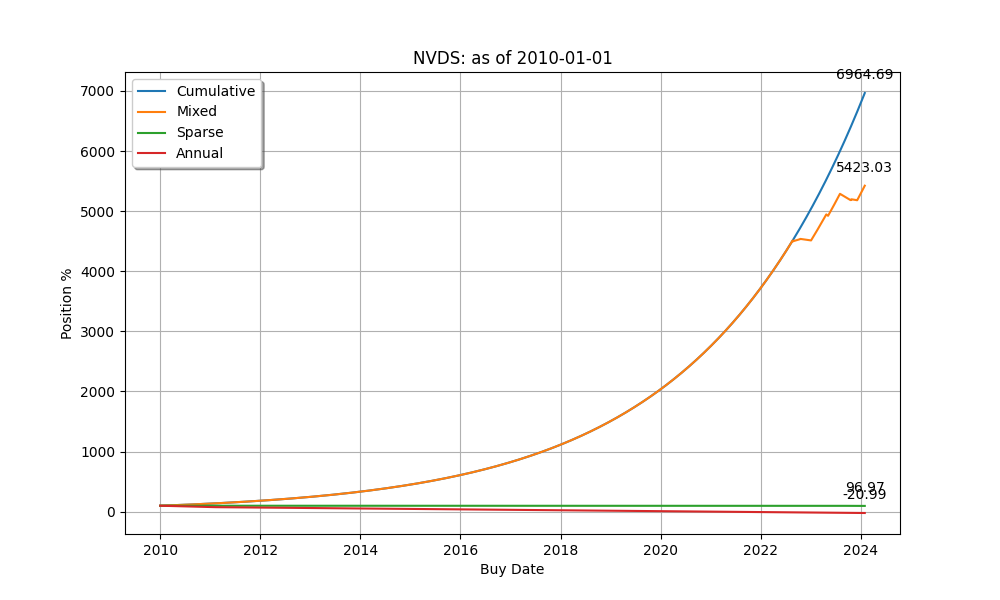 NVDS: as of 2010-01-01
6964.69
7000
Cumulative
Mixed
Sparse
Annual
5423.03
6000
5000
4000
3000
2000
1000
0
96.97
-20.99
Position %
2010 2012 2014 2016 2018 2020 2022 2024
Buy Date